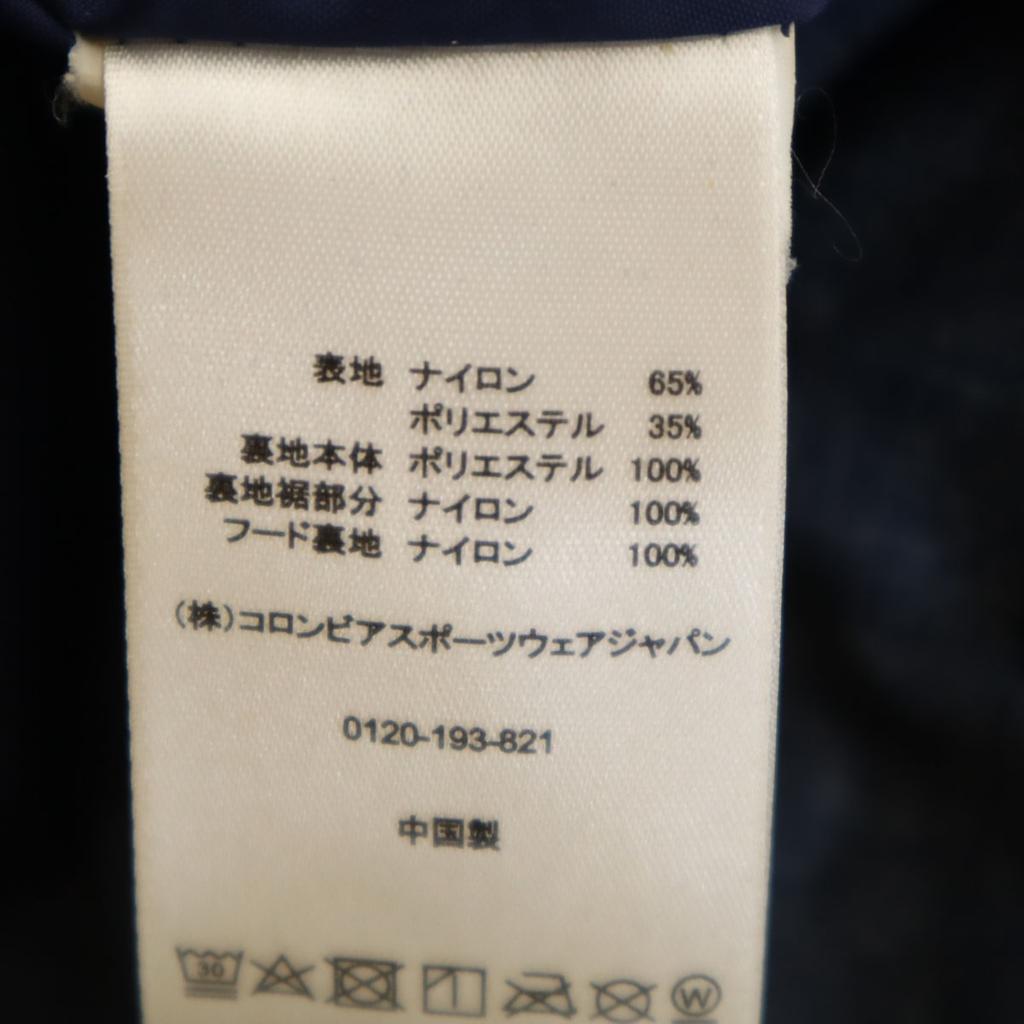 表地 ナイロン 65%
ポリエステル 35%
裏地本体 ポリエステル 100%
裏地裾部分 ナイロン 100%
フード裏地 ナイロン 100%
(株)コロンビアスポーツウェアジャパン
0120-193-821
中国製
30 W